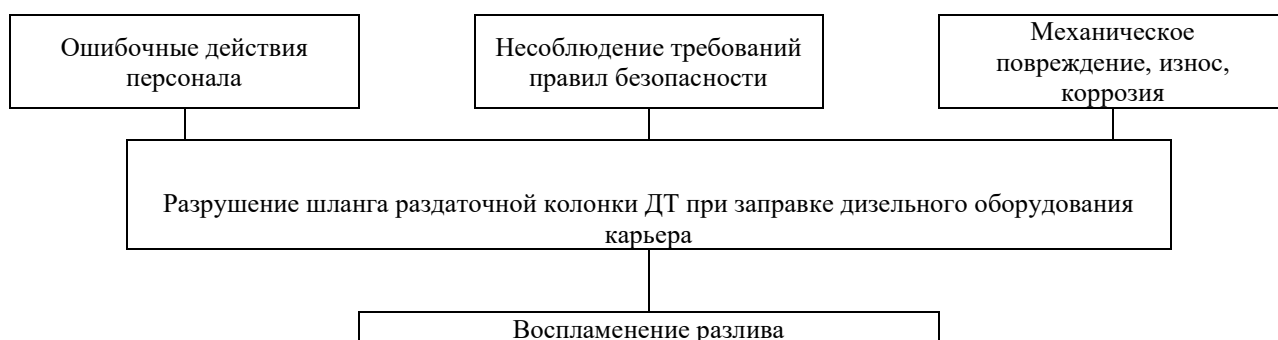 Ошибочные действия
персонала
Несоблюдение требований
правил безопасности
Механическое
повреждение, износ,
коррозия
Разрушение шланга раздаточной колонки ДТ при заправке дизельного оборудования
карьера
Воспламенение разлива